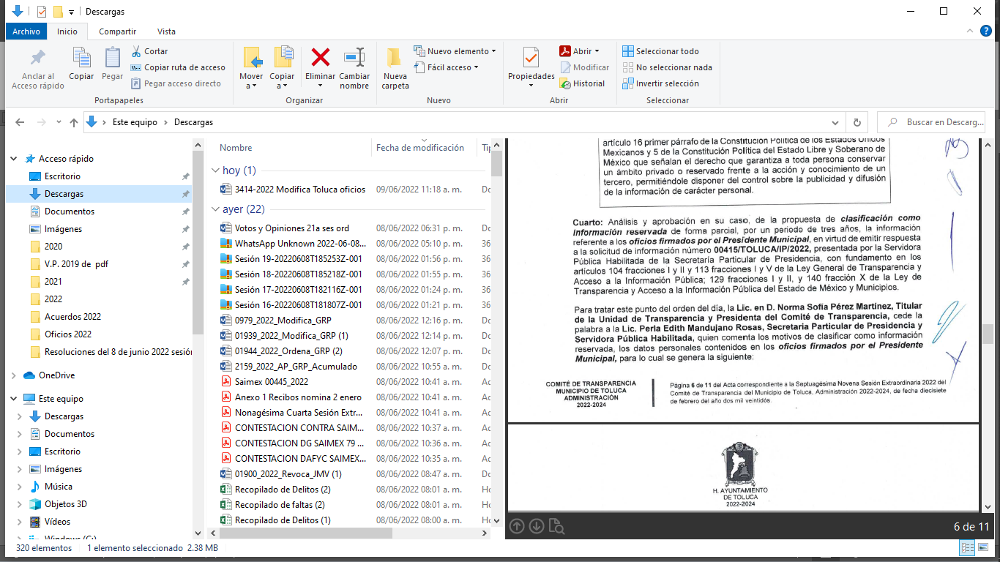 Descargas
Archivo
Inicio
Compartir
Vista
Anclar al
Acceso rápido
Copiar
Pegar
Cortar
Copiar ruta de acceso
Pegar acceso directo
Portapapeles
Mover
a
Copiar
a
Eliminar
Cambiar
nombre
Organizar
Nueva
carpeta
Nuevo elemento
Fácil acceso
Nuevo
Propiedades
Abrir
Modificar
Historial
Abrir
Seleccionar todo
No seleccionar nada
Invertir selección
Seleccionar
Este equipo
Descargas
Buscar en Descarg...
Acceso rápido
Escritorio
Descargas
Documentos
Imágenes
2020
V.P. 2019 de pdf
2021
2022
Acuerdos 2022
Oficios 2022
Resoluciones del 8 de junio 2022 sesión
OneDrive
Este equipo
Descargas
Documentos
Escritorio
Imágenes
Música
Objetos 3D
Vídeos
Windows (C:)
320 elementos 1 elemento seleccionado 2.38 MB
Nombre Fecha de modificación Tip
hoy (1)
3414-2022 Modifica Toluca oficios 09/06/2022 11:18 a. m. Do
ayer (22)
Votos y Opiniones 21a ses ord 08/06/2022 06:31 p. m. Do
WhatsApp Unknown 2022-06-08... 08/06/2022 05:10 p. m. 36
Sesión 19-20220608T185253Z-001 08/06/2022 01:56 p. m. 36
Sesión 18-20220608T185218Z-001 08/06/2022 01:55 p. m. 36
Sesión 17-20220608T182116Z-001 08/06/2022 01:24 p. m. 36
Sesión 16-20220608T181807Z-001 08/06/2022 01:21 p. m. 36
0979_2022_Modifica_GRP 08/06/2022 12:16 p. m. Do
01939_2022_Modifica_GRP (1) 08/06/2022 12:14 p. m. Do
01944_2022_Ordena_GRP (2) 08/06/2022 12:07 p. m. Do
2159_2022_AP_GRP_Acumulado 08/06/2022 10:55 a. m. Do
Saimex 00445_2022 08/06/2022 10:41 a. m. Ad
Anexo 1 Recibos nomina 2 enero 08/06/2022 10:41 a. m. Ad
Nonagésima Cuarta Sesión Extr... 08/06/2022 10:41 a. m. Ad
CONTESTACION CONTRA SAIM... 08/06/2022 10:37 a. m. Ad
CONTESTACION DG SAIMEX 79 ... 08/06/2022 10:36 a. m. Ad
CONTESTACION DAFYC SAIMEX... 08/06/2022 10:35 a. m. Ad
01900_2022_Revoca_JMV (1) 08/06/2022 08:47 a. m. Do
Recopilado de Delitos (2) 08/06/2022 08:01 a. m. Ho
Recopilado de faltas (2) 08/06/2022 08:01 a. m. Ho
Recopilado de Delitos (1) 08/06/2022 08:00 a. m. Ho
artículo 16 primer párrafo de la Constitución Política de los Estados Unidos
Mexicanos y 5 de la Constitución Política del Estado Libre y Soberano de
México que señalan el derecho que garantiza a toda persona conservar
un ámbito privado o reservado frente a la acción y conocimiento de un
tercero, permitiéndole disponer del control sobre la publicidad y difusión
de la información de carácter personal.
Cuarto: Análisis y aprobación en su caso, de la propuesta de clasificación como
información reservada de forma parcial, por un periodo de tres años, la información
referente a los oficios firmados por el Presidente Municipal, en virtud de emitir respuesta
a la solicitud de información número 00415/TOLUCA/IP/2022, presentada por la Servidora
Pública Habilitada de la Secretaría Particular de Presidencia, con fundamento en los
artículos 104 fracciones I y II y 113 fracciones I y V de la Ley General de Transparencia y
Acceso a la Información Pública; 129 fracciones I y II, y 140 fracción X de la Ley de
Transparencia y Acceso a la Información Pública del Estado de México y Municipios.
Para tratar este punto del orden del día, la Lic. en D. Norma Sofía Pérez Martínez, Titular
de la Unidad de Transparencia y Presidenta del Comité de Transparencia, cede la
palabra a la Lic. Perla Edith Mandujano Rosas, Secretaria Particular de Presidencia y
Servidora Pública Habilitada, quien comenta los motivos de clasificar como información
reservada, los datos personales contenidos en los oficios firmados por el Presidente
Municipal, para lo cual se genera la siguiente:
COMITÉ DE TRANSPARENCIA
MUNICIPIO DE TOLUCA
ADMINISTRACIÓN
2022-2024
Página 6 de 11 del Acta correspondiente a la Septuagésima Novena Sesión Extraordinaria 2022 del
Comité de Transparencia del Municipio de Toluca, Administración 2022-2024, de fecha diecisiete
de febrero del año dos mil veintidós.
H. AYUNTAMIENTO
DE TOLUCA
2022-2024
6 de 11